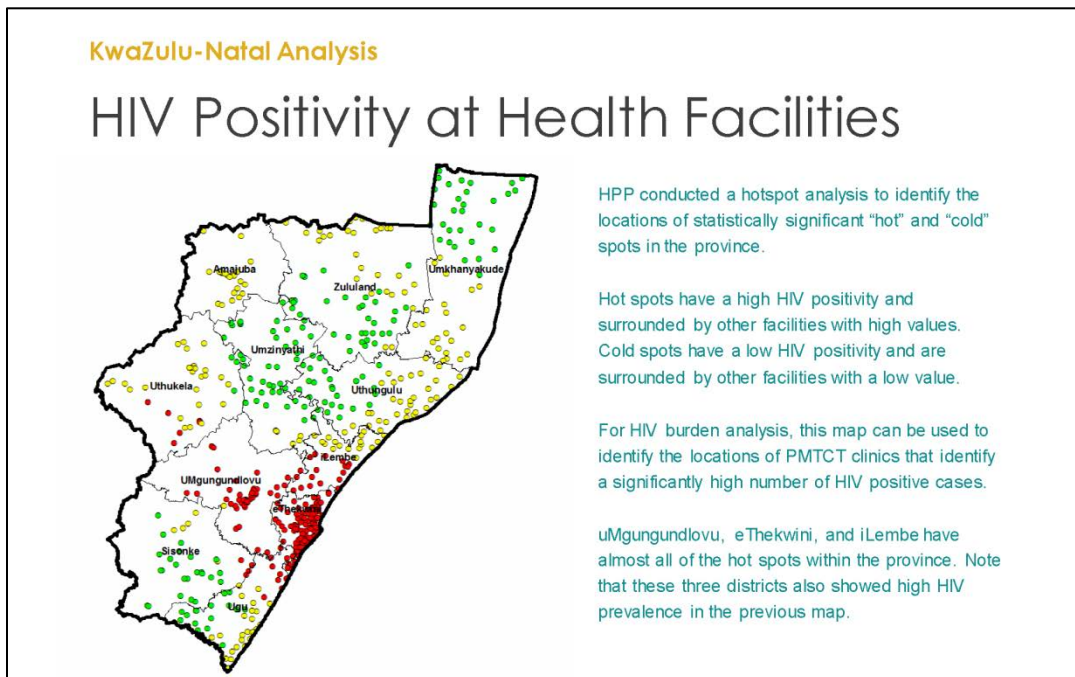 KwaZulu-Natal Analysis
HIV Positivity at Health Facilities
HPP conducted a hotspot analysis to identify the
locations of statistically significant “hot” and “cold”
spots in the province.
Hot spots have a high HIV positivity and
surrounded by other facilities with high values.
Cold spots have a low HIV positivity and are
surrounded by other facilities with a low value.
For HIV burden analysis, this map can be used to
identify the locations of PMTCT clinics that identify
a significantly high number of HIV positive cases.
uMgungundlovu, eThekwini, and iLembe have
almost all of the hot spots within the province. Note
that these three districts also showed high HIV
prevalence in the previous map.
Amajuba
Zululand
Umkhanyakude
Umzinyathi
Uthukela
Uthungulu
iLembe
UMgungundlovu
eThekwini
Sisonke
Ugu